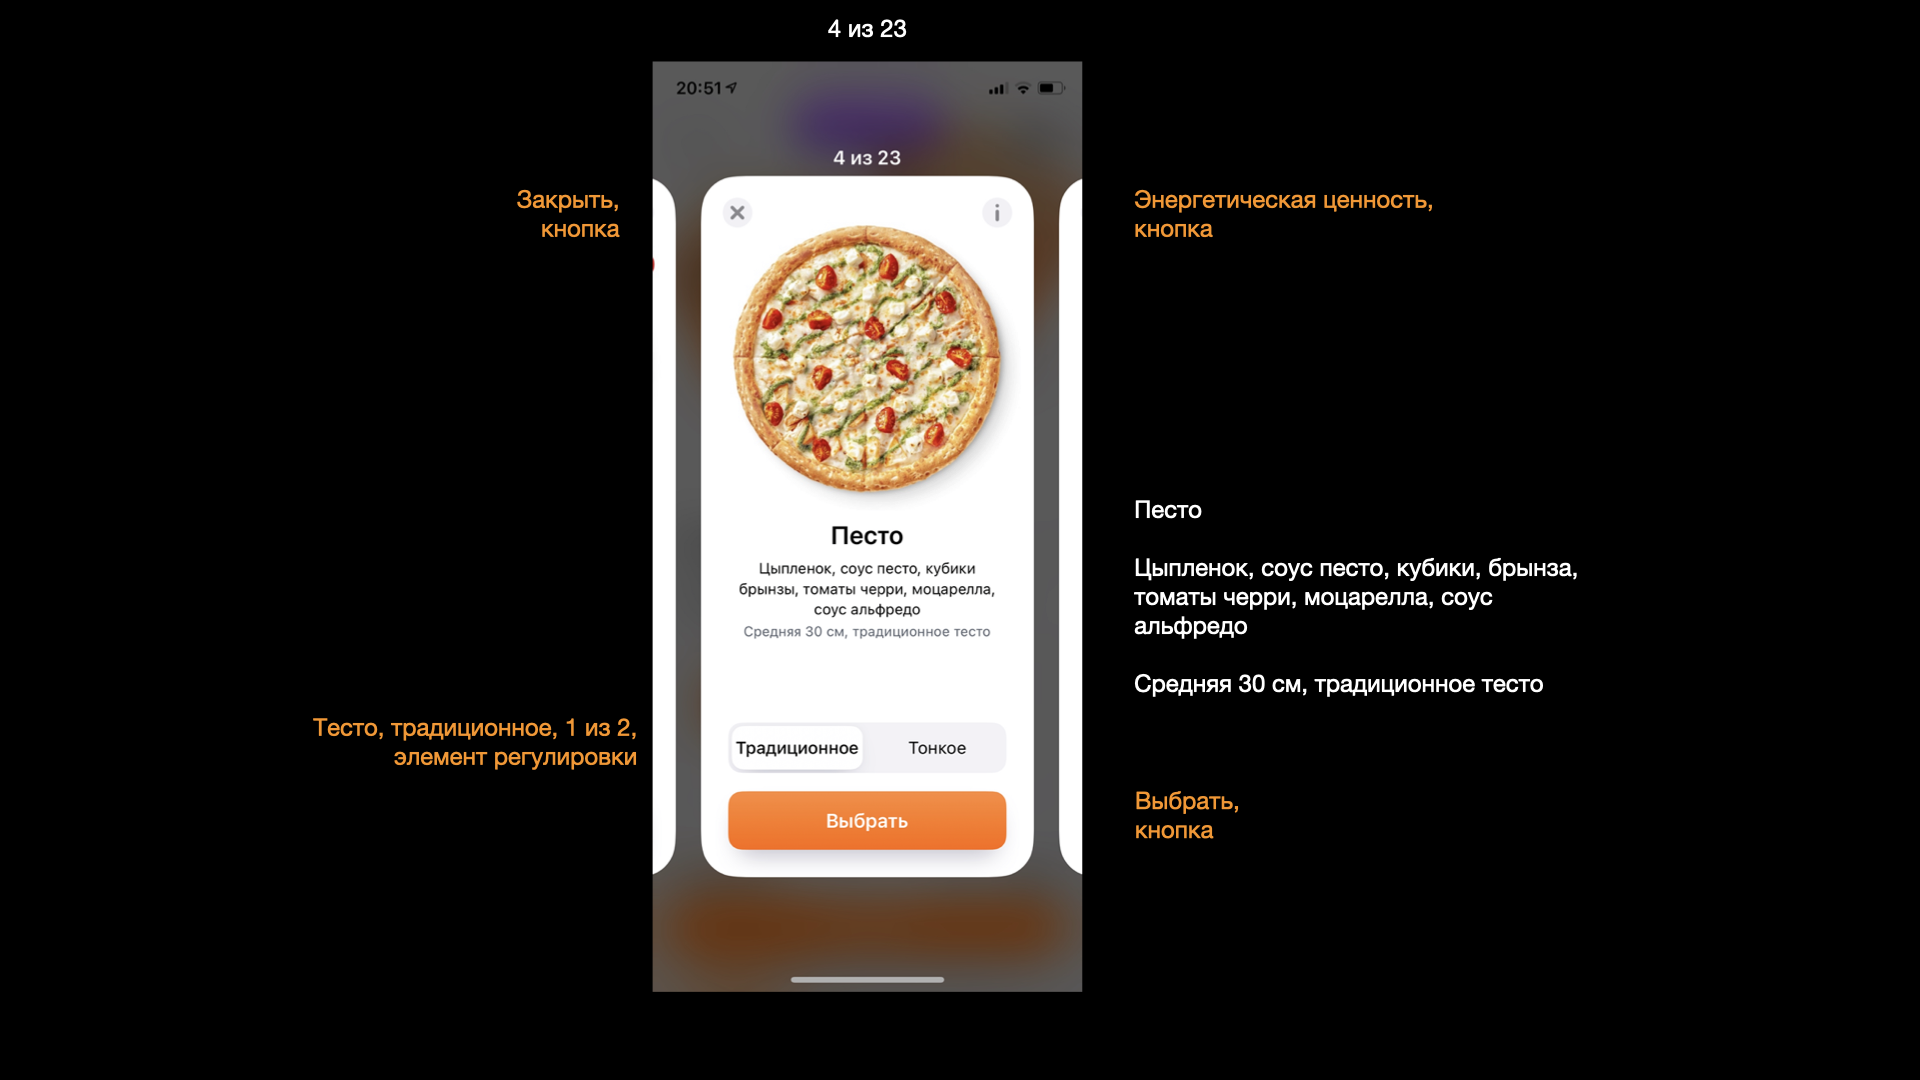 4 из 23
20:51
4 из 23
Закрыть,
кнопка
Энергетическая ценность,
кнопка
Песто
Цыпленок, соус песто, кубики
брынзы, томаты черри, моцарелла,
соус альфредо
Средняя 30 см, традиционное тесто
Песто
Цыпленок, соус песто, кубики, брынза,
томаты черри, моцарелла, соус
альфредо
Средняя 30 см, традиционное тесто
Тесто, традиционное, 1 из 2,
элемент регулировки
Традиционное
Тонкое
Выбрать
Выбрать,
кнопка